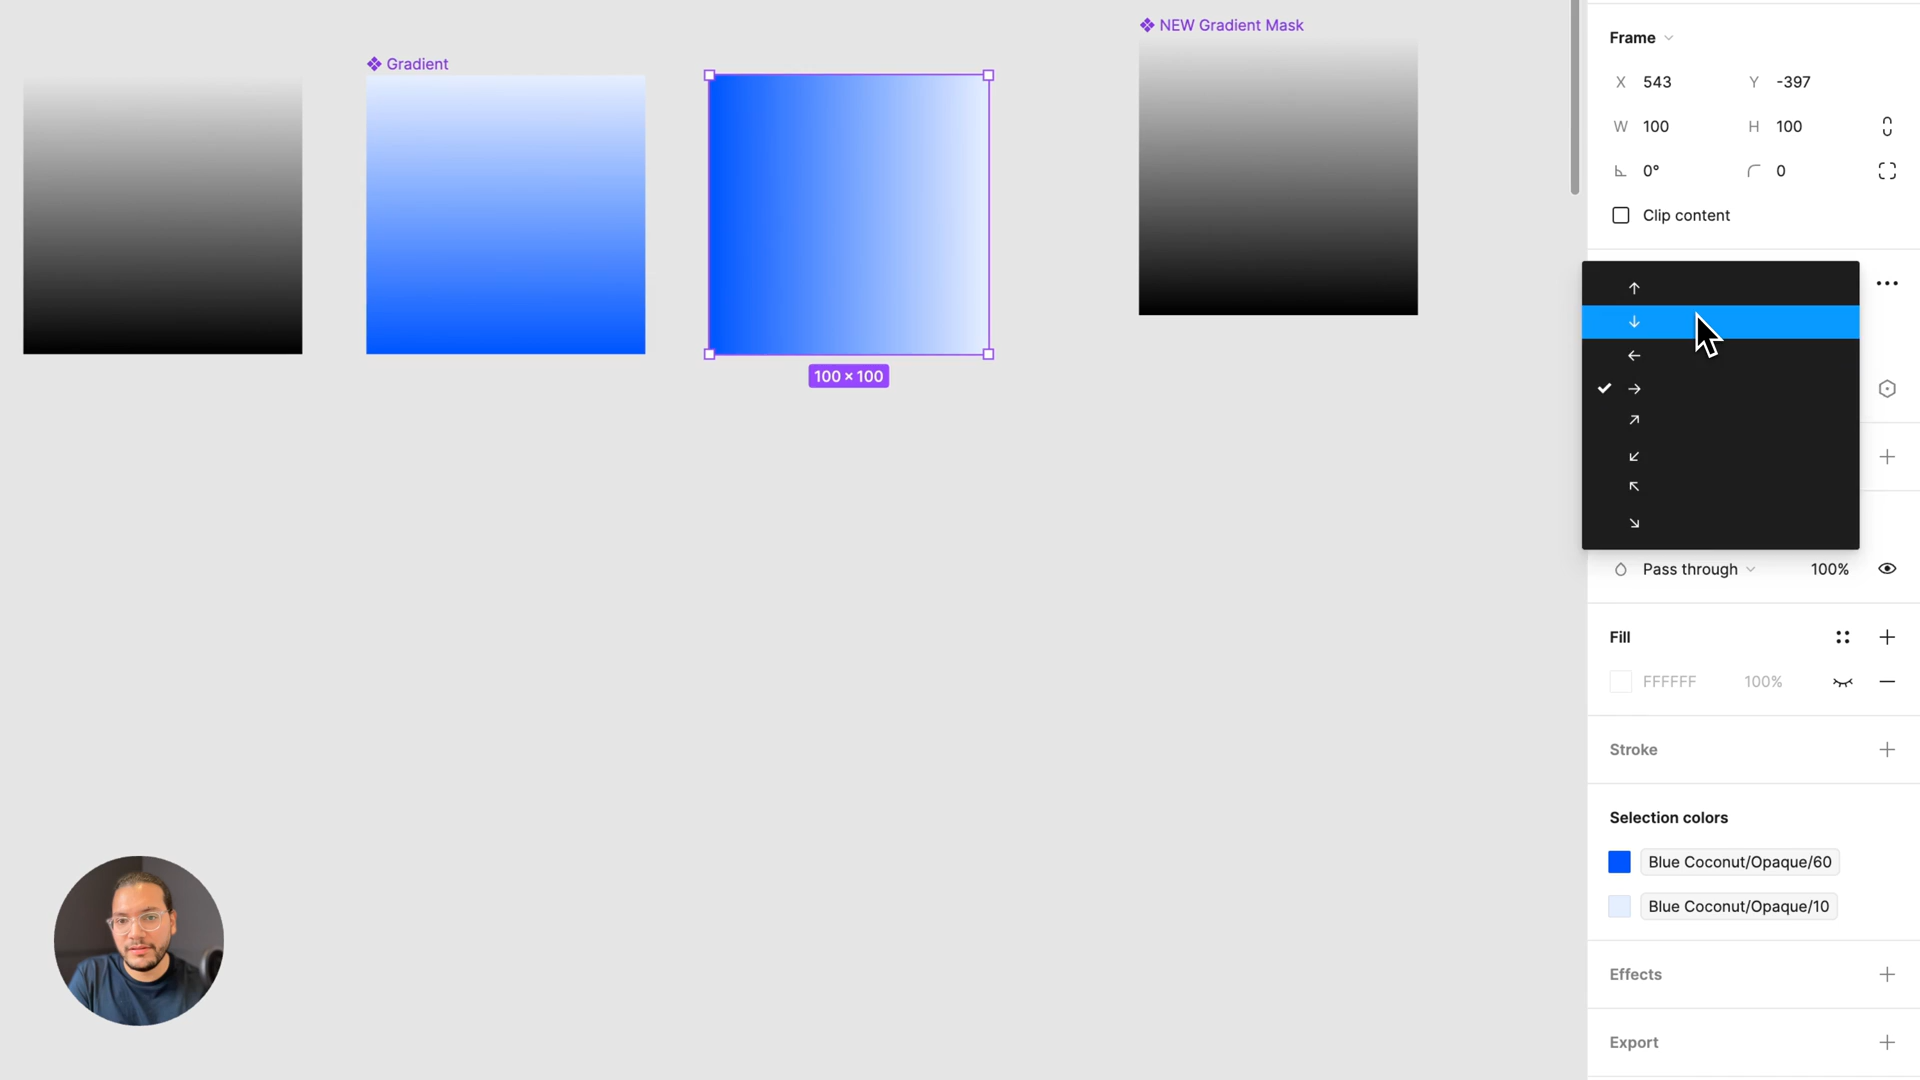 NEW Gradient Mask
Gradient
100 × 100
Frame
X 543 Y -397
W 100 H 100
0° 0
Clip content
↑
↓
←
→
↗
↙
↖
↘
Pass through 100%
Fill
FFFFFF 100%
Stroke
Selection colors
Blue Coconut/Opaque/60
Blue Coconut/Opaque/10
Effects
Export